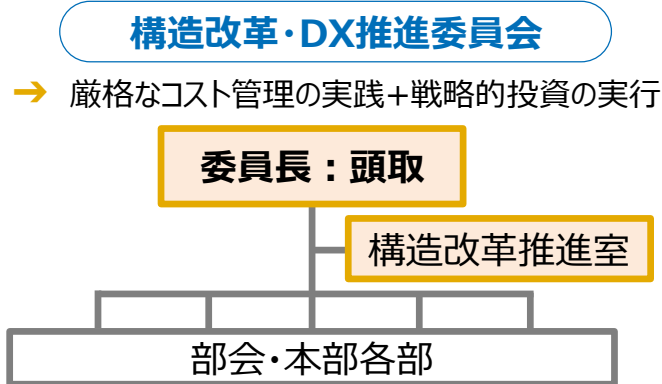 構造改革・DX推進委員会
➔ 厳格なコスト管理の実践+戦略的投資の実行
委員長：頭取
構造改革推進室
部会・本部各部